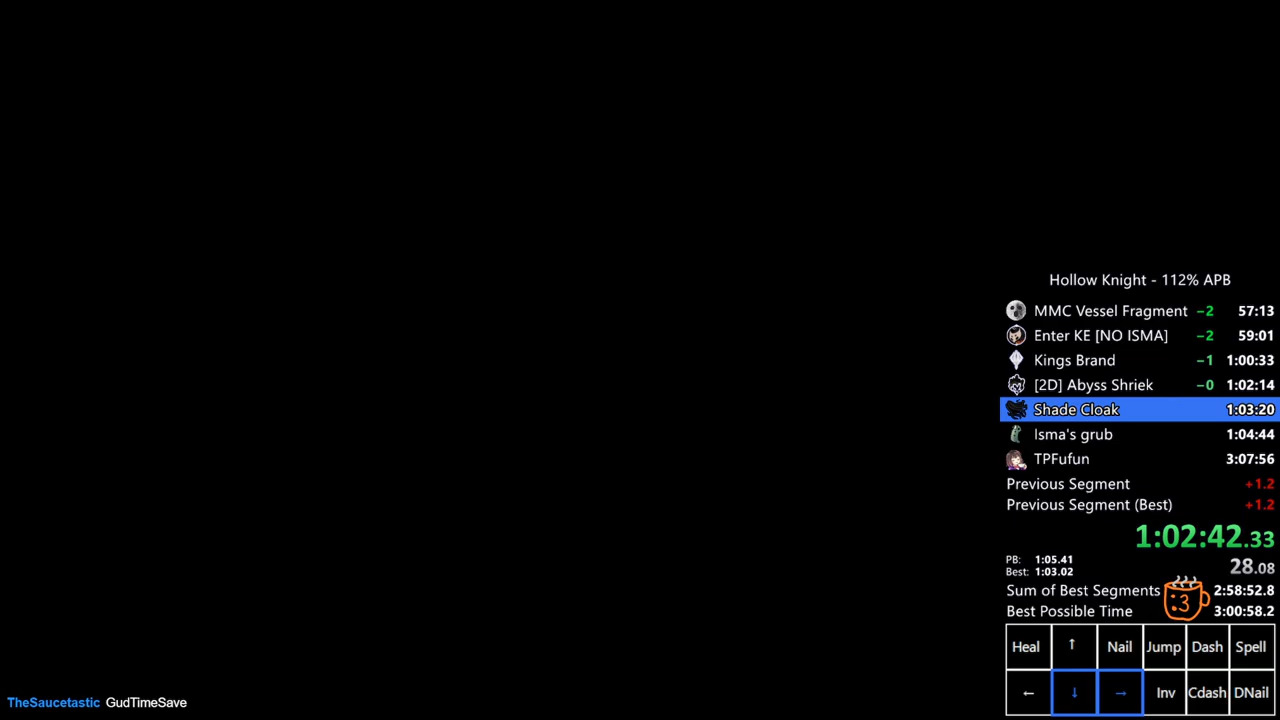 Hollow Knight - 112% APB
MMC Vessel Fragment -2 57:13
Enter KE [NO ISMA] -2 59:01
Kings Brand -1 1:00:33
[2D] Abyss Shriek -0 1:02:14
Shade Cloak 1:03:20
Isma's grub 1:04:44
TPFufun 3:07:56
Previous Segment +1.2
Previous Segment (Best) +1.2
1:02:42.33
PB: 1:05.41
28.08
Best: 1:03.02
Sum of Best Segments 2:58:52.8
:3
Best Possible Time 3:00:58.2
Heal ↑ Nail Jump Dash Spell
← ↓ → Inv Cdash DNail
TheSaucetastic GudTimeSave